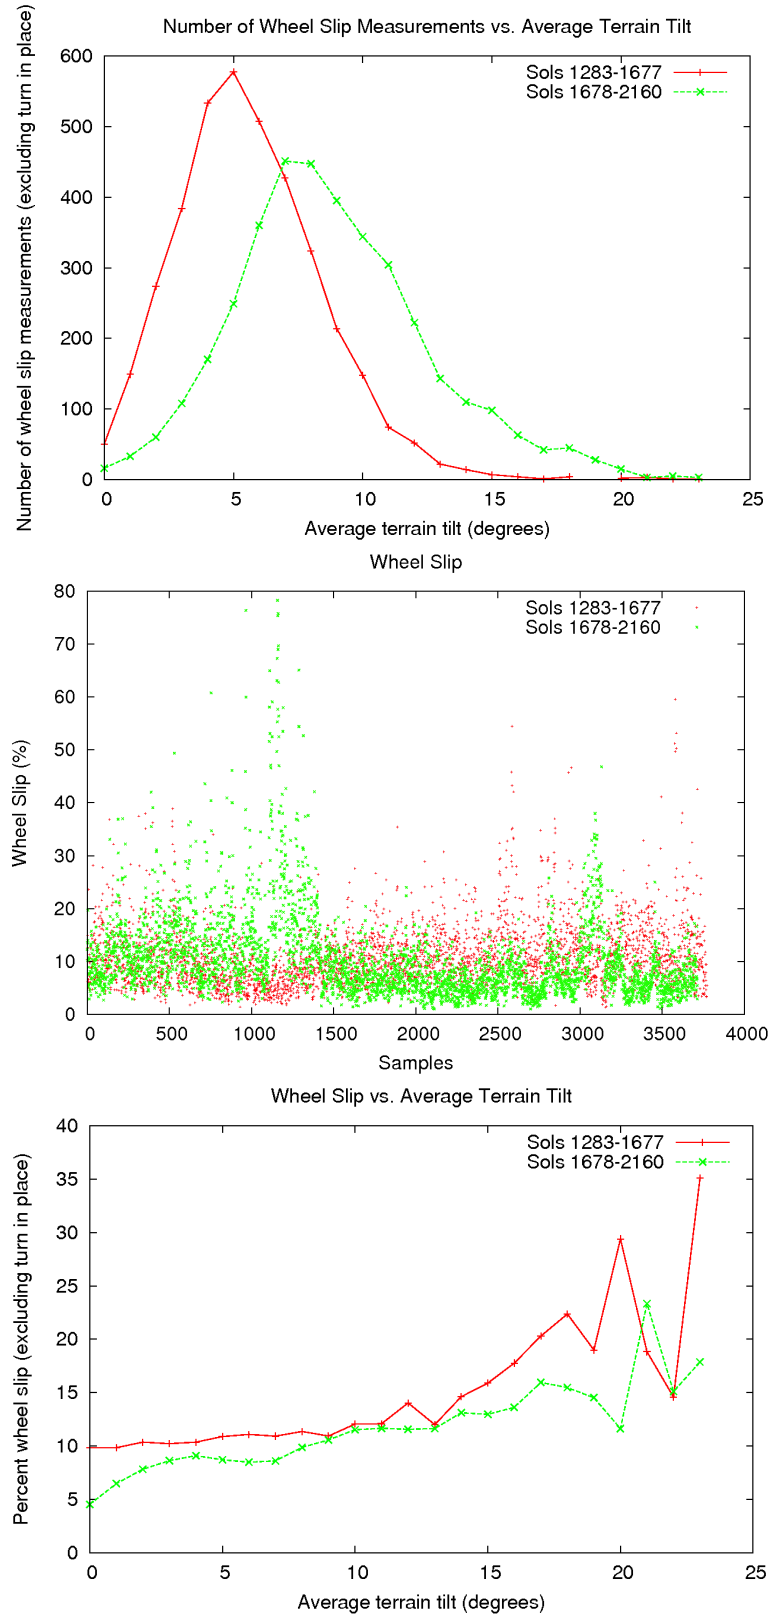 Number of Wheel Slip Measurements vs. Average Terrain Tilt
Number of wheel slip measurements (excluding turn in place)
600
500
400
300
200
100
0
Sols 1283-1677
Sols 1678-2160
0 5 10 15 20 25
Average terrain tilt (degrees)
Wheel Slip
Wheel Slip (%)
80
70
60
50
40
30
20
10
0
Sols 1283-1677
Sols 1678-2160
0 500 1000 1500 2000 2500 3000 3500 4000
Samples
Wheel Slip vs. Average Terrain Tilt
Percent wheel slip (excluding turn in place)
40
35
30
25
20
15
10
5
0
Sols 1283-1677
Sols 1678-2160
0 5 10 15 20 25
Average terrain tilt (degrees)